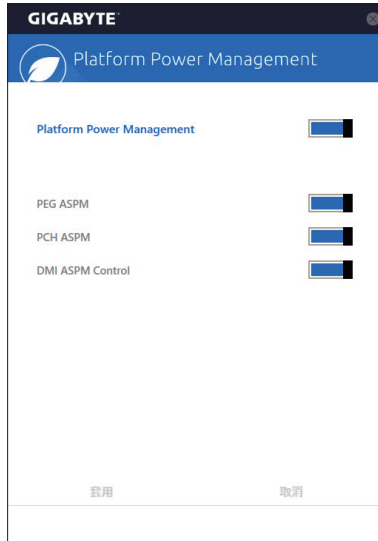 GIGABYTE
Platform Power Management
Platform Power Management
PEG ASPM
PCH ASPM
DMI ASPM Control
套用 取消